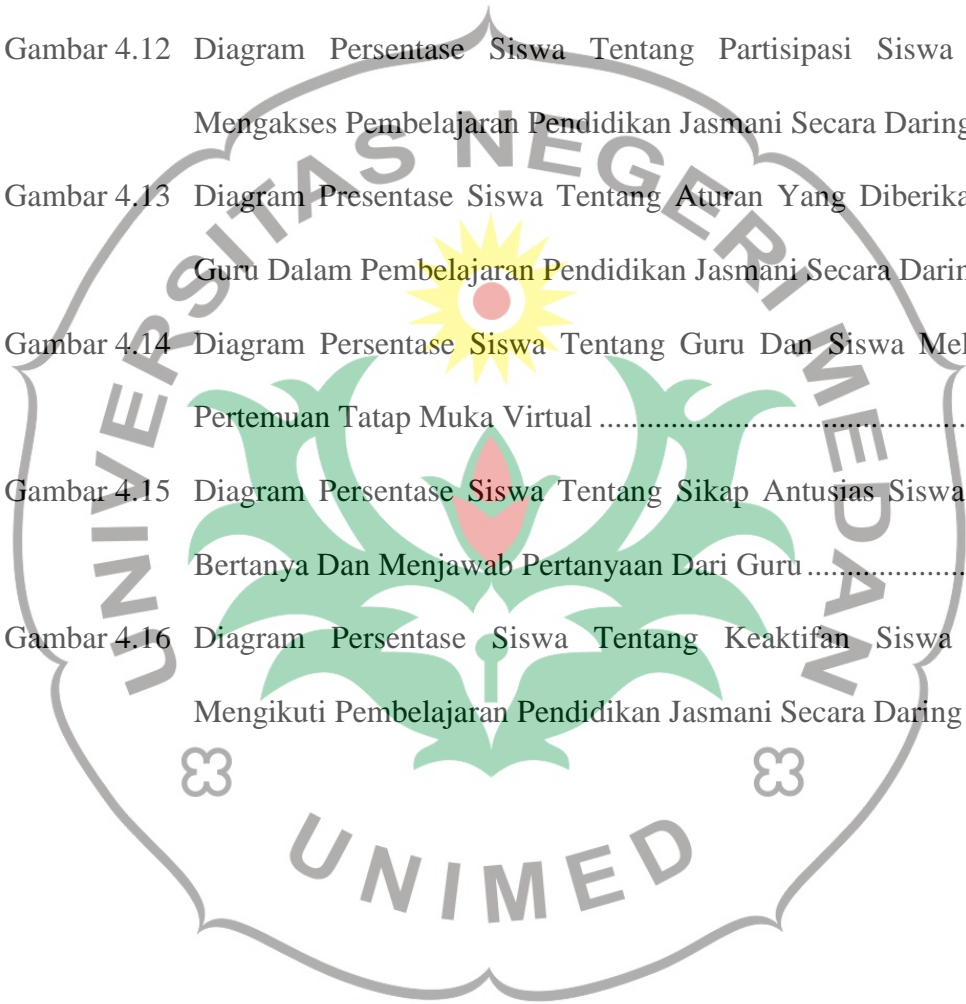 Gambar 4.12 Diagram Persentase Siswa Tentang Partisipasi Siswa
Mengakses Pembelajaran Pendidikan Jasmani Secara Daring
Gambar 4.13 Diagram Presentase Siswa Tentang Aturan Yang Diberika
Guru Dalam Pembelajaran Pendidikan Jasmani Secara Darin
Gambar 4.14 Diagram Persentase Siswa Tentang Guru Dan Siswa Mel
Pertemuan Tatap Muka Virtual .......................................
Gambar 4.15 Diagram Persentase Siswa Tentang Sikap Antusias Siswa
Bertanya Dan Menjawab Pertanyaan Dari Guru .................
Gambar 4.16 Diagram Persentase Siswa Tentang Keaktifan Siswa
Mengikuti Pembelajaran Pendidikan Jasmani Secara Daring
UNIVERSITAS NEGERI MEDAN
UNIMED